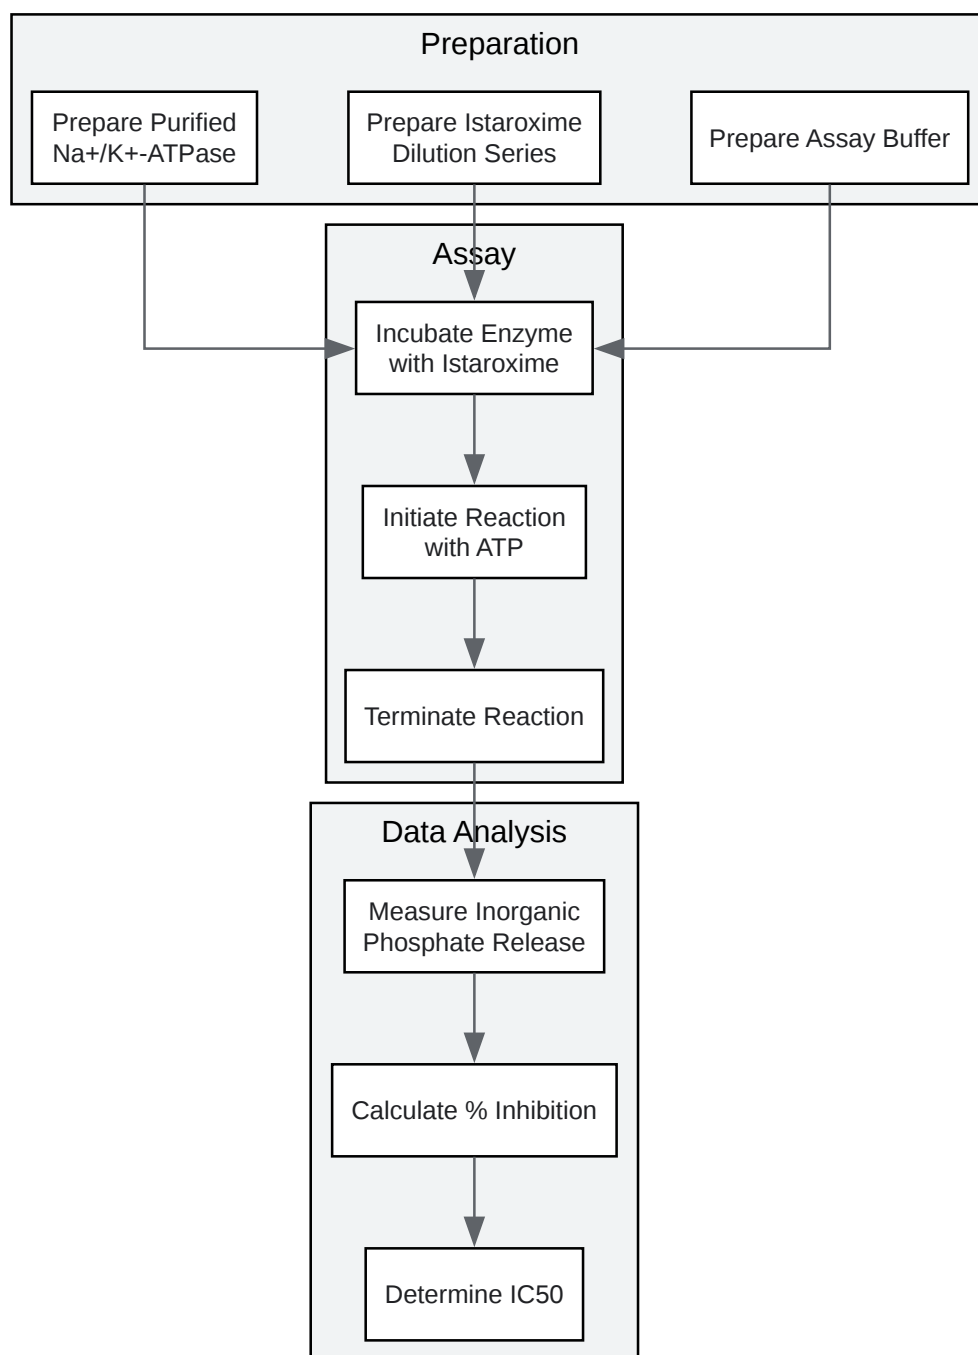 Preparation
Prepare Purified
Na+/K+-ATPase
Prepare Istaroxime
Dilution Series
Prepare Assay Buffer
Assay
Incubate Enzyme
with Istaroxime
Initiate Reaction
with ATP
Terminate Reaction
Data Analysis
Measure Inorganic
Phosphate Release
Calculate % Inhibition
Determine IC50